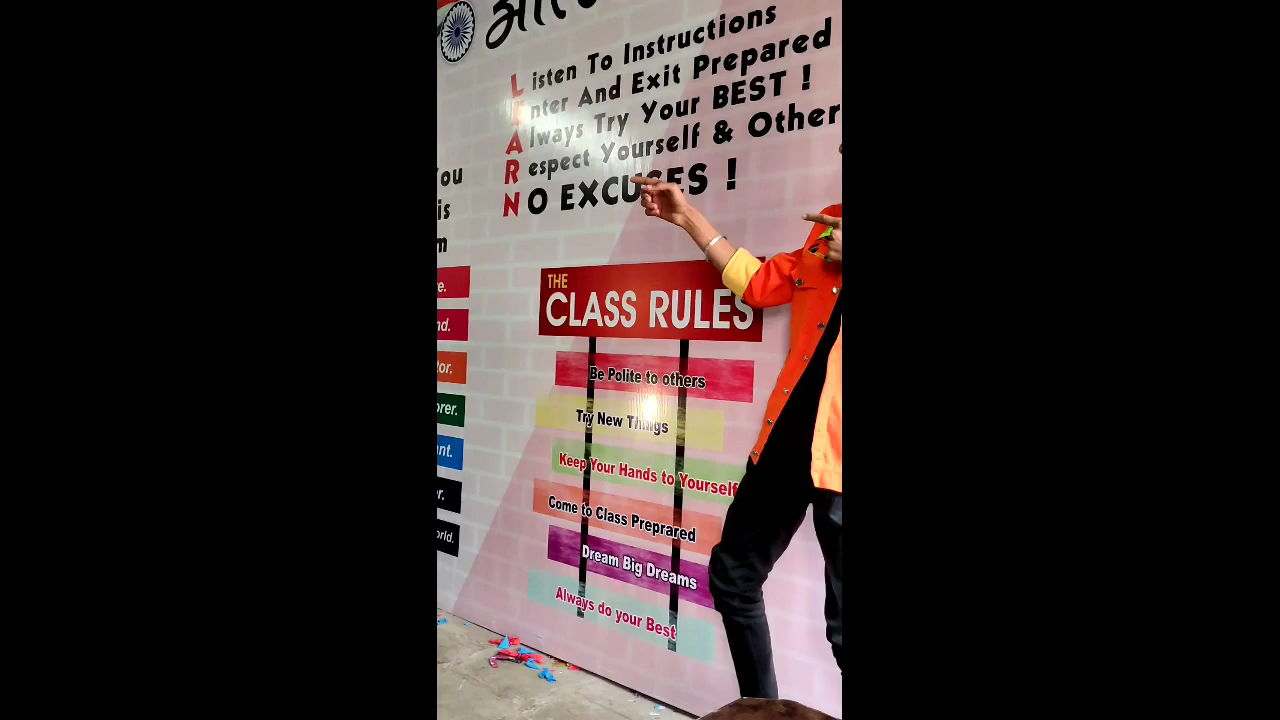 Listen To Instructions
Enter And Exit Prepared
Always Try Your BEST !
Respect Yourself & Other
NO EXCUSES !
You
is
THE
CLASS RULES
Be Polite to others
Try New Things
Keep Your Hands to Yourself
Come to Class Preprared
Dream Big Dreams
Always do your Best